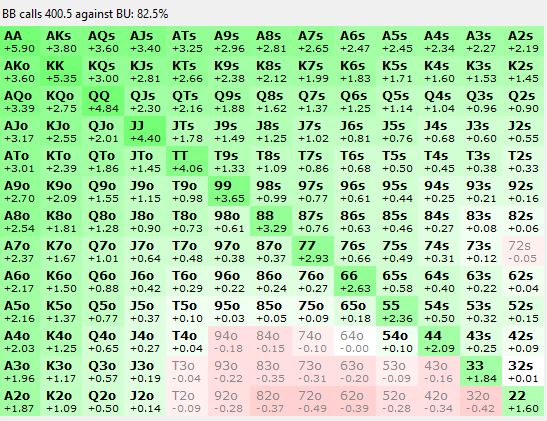 BB calls 400.5 against BU: 82.5%
AA AKs AQs AJs ATs A9s A8s A7s A6s A5s A4s A3s A2s
+5.90 +3.80 +3.60 +3.40 +3.25 +2.96 +2.81 +2.65 +2.47 +2.45 +2.34 +2.27 +2.19
AKo KK KQs KJs KTs K9s K8s K7s K6s K5s K4s K3s K2s
+3.60 +5.35 +3.00 +2.81 +2.66 +2.38 +2.12 +1.99 +1.83 +1.71 +1.60 +1.53 +1.45
AQo KQo QQ QJs QTs Q9s Q8s Q7s Q6s Q5s Q4s Q3s Q2s
+3.39 +2.75 +4.84 +2.30 +2.16 +1.88 +1.62 +1.37 +1.25 +1.14 +1.04 +0.96 +0.90
AJo KJo QJo JJ JTs J9s J8s J7s J6s J5s J4s J3s J2s
+3.17 +2.55 +2.01 +4.40 +1.78 +1.49 +1.25 +1.02 +0.81 +0.76 +0.68 +0.60 +0.55
ATo KTo QTo JTo TT T9s T8s T7s T6s T5s T4s T3s T2s
+3.01 +2.39 +1.86 +1.45 +4.06 +1.33 +1.09 +0.86 +0.68 +0.50 +0.45 +0.38 +0.33
A9o K9o Q9o J9o T9o 99 98s 97s 96s 95s 94s 93s 92s
+2.70 +2.09 +1.55 +1.15 +0.98 +3.65 +0.99 +0.77 +0.61 +0.44 +0.25 +0.21 +0.16
A8o K8o Q8o J8o T8o 98o 88 87s 86s 85s 84s 83s 82s
+2.54 +1.81 +1.28 +0.90 +0.73 +0.61 +3.29 +0.76 +0.63 +0.46 +0.27 +0.08 +0.06
A7o K7o Q7o J7o T7o 97o 87o 77 76s 75s 74s 73s 72s
+2.37 +1.67 +1.01 +0.64 +0.48 +0.38 +0.37 +2.93 +0.66 +0.49 +0.31 +0.12 -0.05
A6o K6o Q6o J6o T6o 96o 86o 76o 66 65s 64s 63s 62s
+2.17 +1.50 +0.88 +0.42 +0.29 +0.22 +0.24 +0.27 +2.63 +0.58 +0.40 +0.22 +0.04
A5o K5o Q5o J5o T5o 95o 85o 75o 65o 55 54s 53s 52s
+2.16 +1.37 +0.77 +0.37 +0.10 +0.03 +0.05 +0.09 +0.18 +2.36 +0.50 +0.32 +0.15
A4o K4o Q4o J4o T4o 94o 84o 74o 64o 54o 44 43s 42s
+2.03 +1.25 +0.65 +0.27 +0.04 -0.18 -0.15 -0.10 -0.00 +0.10 +2.09 +0.25 +0.09
A3o K3o Q3o J3o T3o 93o 83o 73o 63o 53o 43o 33 32s
+1.96 +1.17 +0.57 +0.19 -0.04 -0.22 -0.35 -0.31 -0.20 -0.09 -0.16 +1.84 +0.01
A2o K2o Q2o J2o T2o 92o 82o 72o 62o 52o 42o 32o 22
+1.87 +1.09 +0.50 +0.14 -0.09 -0.28 -0.37 -0.49 -0.39 -0.28 -0.34 -0.42 +1.60